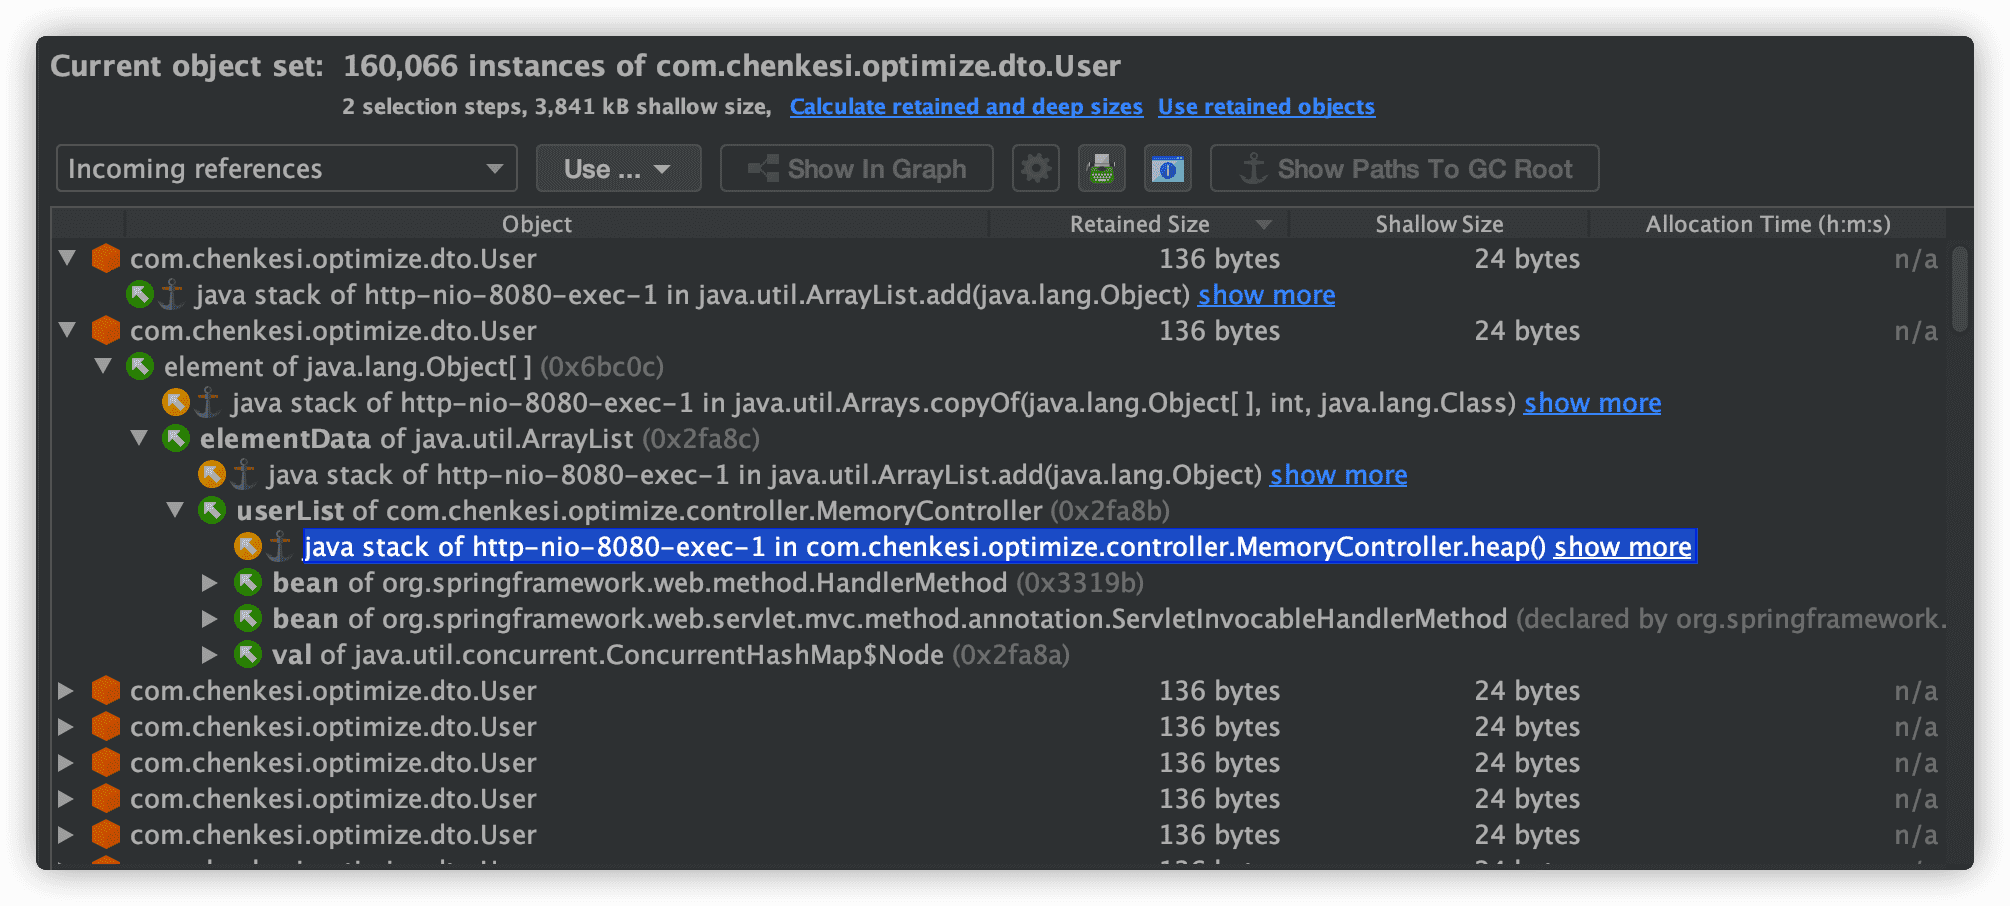 Current object set: 160,066 instances of com.chenkesi.optimize.dto.User
2 selection steps, 3,841 kB shallow size, Calculate retained and deep sizes Use retained objects
Incoming references Use ... Show In Graph Show Paths To GC Root
Object Retained Size Shallow Size Allocation Time (h:m:s)
com.chenkesi.optimize.dto.User 136 bytes 24 bytes n/a
java stack of http-nio-8080-exec-1 in java.util.ArrayList.add(java.lang.Object) show more
com.chenkesi.optimize.dto.User 136 bytes 24 bytes n/a
element of java.lang.Object[ ] (0x6bc0c)
java stack of http-nio-8080-exec-1 in java.util.Arrays.copyOf(java.lang.Object[ ], int, java.lang.Class) show more
elementData of java.util.ArrayList (0x2fa8c)
java stack of http-nio-8080-exec-1 in java.util.ArrayList.add(java.lang.Object) show more
userList of com.chenkesi.optimize.controller.MemoryController (0x2fa8b)
java stack of http-nio-8080-exec-1 in com.chenkesi.optimize.controller.MemoryController.heap() show more
bean of org.springframework.web.method.HandlerMethod (0x3319b)
bean of org.springframework.web.servlet.mvc.method.annotation.ServletInvocableHandlerMethod (declared by org.springframework.
val of java.util.concurrent.ConcurrentHashMap$Node (0x2fa8a)
com.chenkesi.optimize.dto.User 136 bytes 24 bytes n/a
com.chenkesi.optimize.dto.User 136 bytes 24 bytes n/a
com.chenkesi.optimize.dto.User 136 bytes 24 bytes n/a
com.chenkesi.optimize.dto.User 136 bytes 24 bytes n/a
com.chenkesi.optimize.dto.User 136 bytes 24 bytes n/a